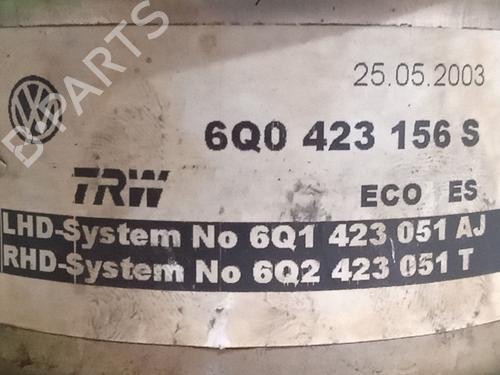 25.05.2003
6Q0 423 156 S
TRW ECO ES
LHD-System No 6Q1 423 051 AJ
RHD-System No 6Q2 423 051 T
B-PARTS